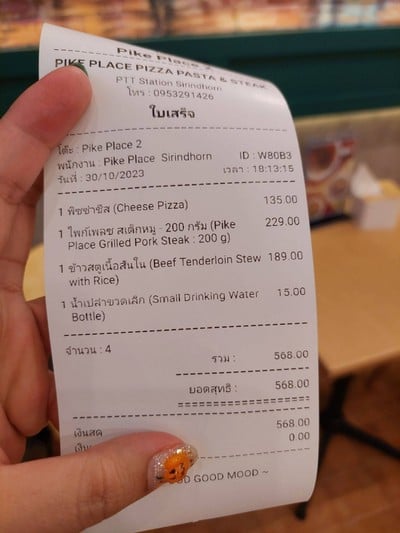 Pike Place 2
PIKE PLACE PIZZA PASTA & STEAK
PTT Station Sirindhorn
โทร : 0953291426
ใบเสร็จ
โต๊ะ : Pike Place 2
พนักงาน : Pike Place Sirindhorn ID : W80B3
วันที่ : 30/10/2023 เวลา : 18:13:15
1 พิซซ่าชีส (Cheese Pizza) 135.00
1 ไพก์เพลซ สเต็กหมู - 200 กรัม (Pike 229.00
Place Grilled Pork Steak : 200 g)
1 ข้าวสตูเนื้อสันใน (Beef Tenderloin Stew 189.00
with Rice)
1 น้ำเปล่าขวดเล็ก (Small Drinking Water 15.00
Bottle)
จำนวน : 4
รวม : 568.00
ยอดสุทธิ : 568.00
เงินสด 568.00
0.00
GOOD MOOD ~